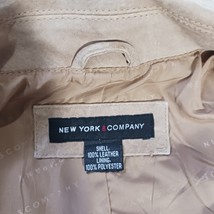 NEW YORK & COMPANY
SHELL:
100% LEATHER
LINING:
100% POLYESTER